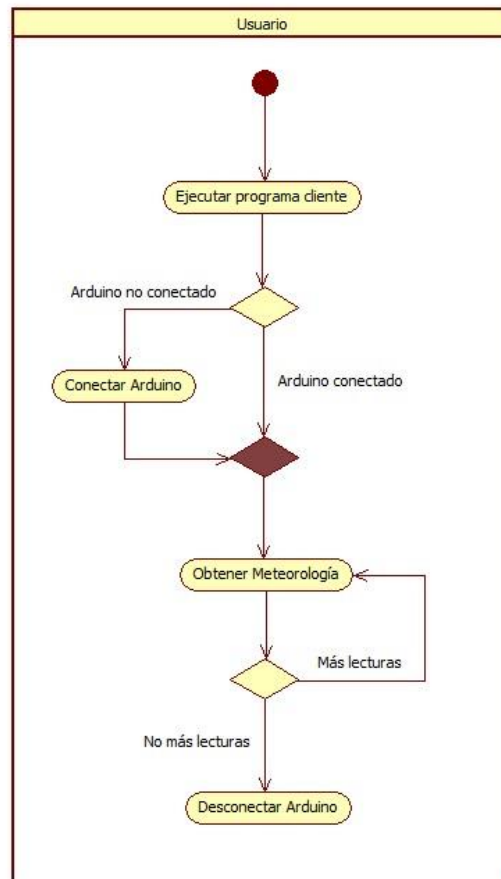 Usuario
Ejecutar programa cliente
Arduino no conectado
Conectar Arduino
Arduino conectado
Obtener Meteorología
Más lecturas
No más lecturas
Desconectar Arduino